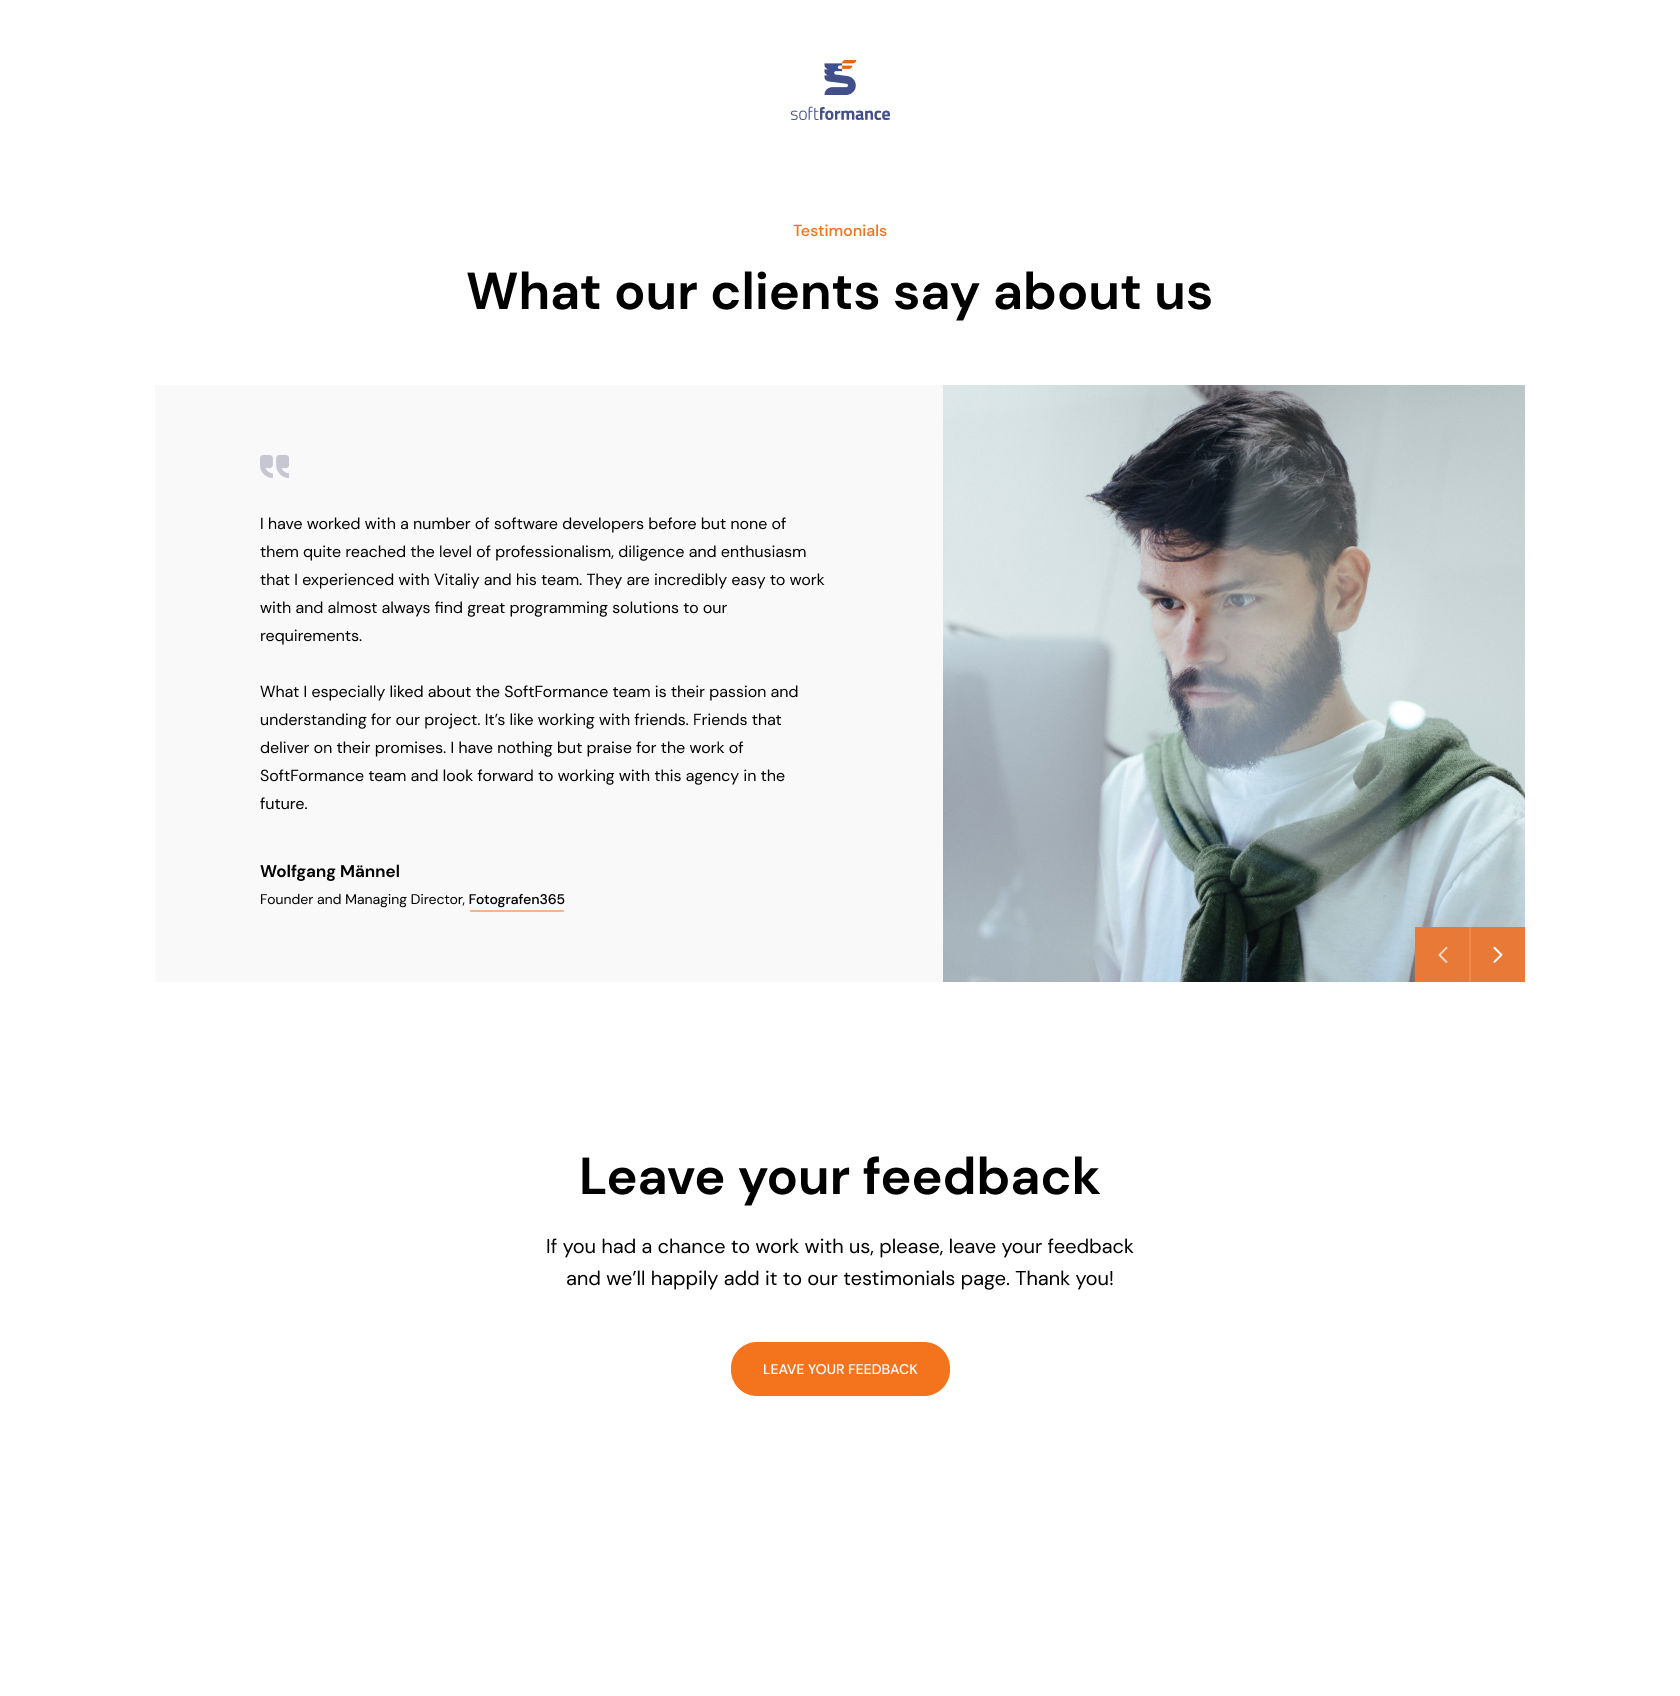 softformance
Testimonials
What our clients say about us
I have worked with a number of software developers before but none of
them quite reached the level of professionalism, diligence and enthusiasm
that I experienced with Vitaliy and his team. They are incredibly easy to work
with and almost always find great programming solutions to our
requirements.
What I especially liked about the SoftFormance team is their passion and
understanding for our project. It’s like working with friends. Friends that
deliver on their promises. I have nothing but praise for the work of
SoftFormance team and look forward to working with this agency in the
future.
Wolfgang Männel
Founder and Managing Director, Fotografen365
Leave your feedback
If you had a chance to work with us, please, leave your feedback
and we’ll happily add it to our testimonials page. Thank you!
LEAVE YOUR FEEDBACK